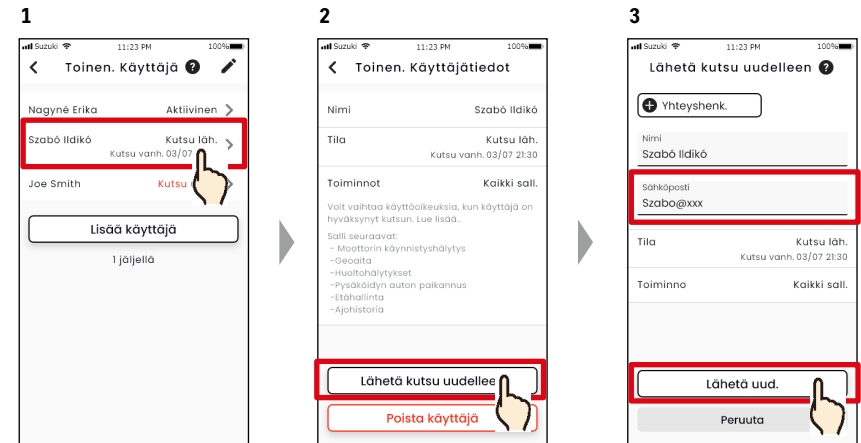 1
Suzuki 11:23 PM 100%
Toinen. Käyttäjä ?
Nagyné Erika Aktiivinen
Szabó Ildikó Kutsu läh.
Kutsu vanh. 03/07
Joe Smith Kutsu
Lisää käyttäjä
1 jäljellä
2
Suzuki 11:23 PM 100%
Toinen. Käyttäjätiedot
Nimi Szabó Ildikó
Tila Kutsu läh.
Kutsu vanh. 03/07 21:30
Toiminnot Kaikki sall.
Voit vaihtaa käyttöoikeuksia, kun käyttäjä on
hyväksynyt kutsun. Lue lisää..
Salli seuraavat:
- Moottorin käynnistyshälytys
-Geoaita
-Huoltohälytykset
-Pysäköidyn auton paikannus
-Etähallinta
-Ajohistoria
Lähetä kutsu uudellee
Poista käyttäjä
3
Suzuki 11:23 PM 100%
Lähetä kutsu uudelleen ?
Yhteyshenk.
Nimi
Szabó Ildikó
Sähköposti
Szabo@xxx
Tila Kutsu läh.
Kutsu vanh. 03/07 21:30
Toiminno Kaikki sall.
Lähetä uud.
Peruuta